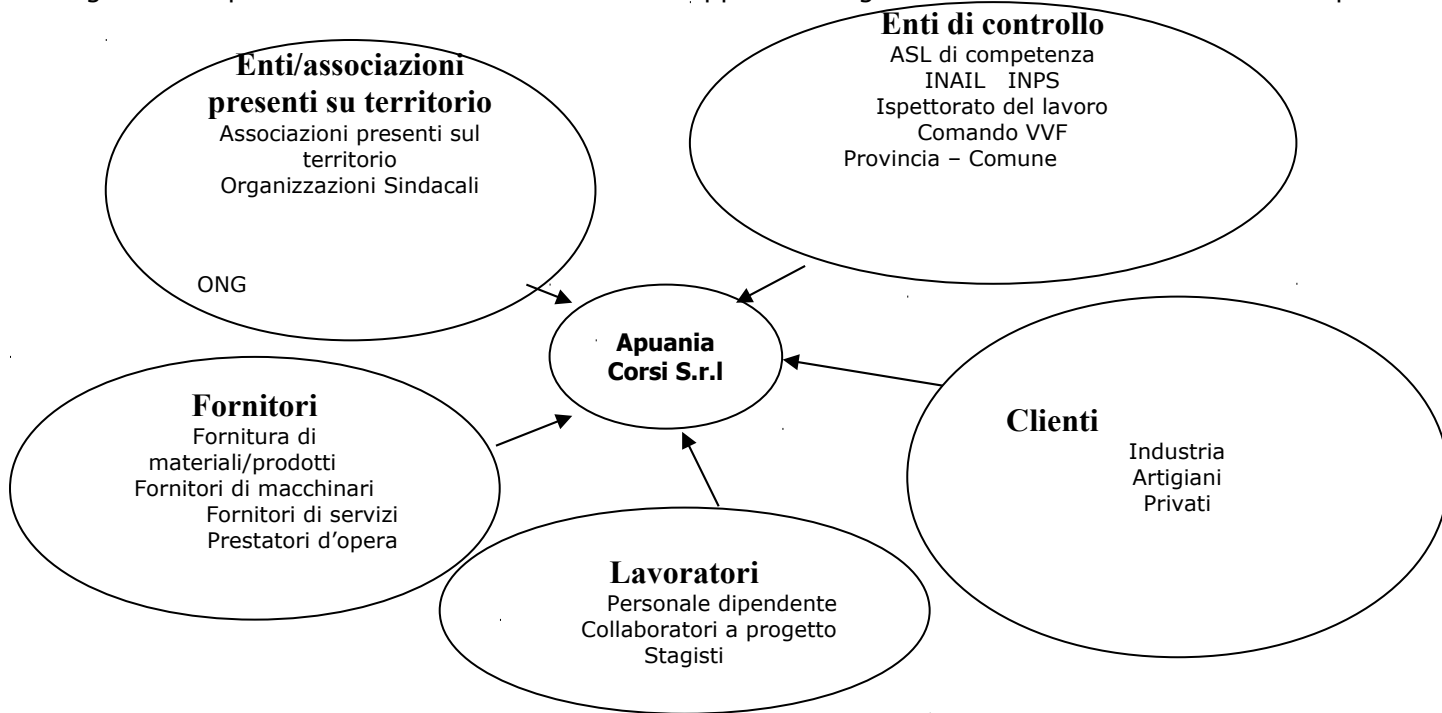 Enti/associazioni
presenti su territorio
Associazioni presenti sul
territorio
Organizzazioni Sindacali
ONG
Enti di controllo
ASL di competenza
INAIL INPS
Ispettorato del lavoro
Comando VVF
Provincia – Comune
Apuania
Corsi S.r.l
Fornitori
Fornitura di
materiali/prodotti
Fornitori di macchinari
Fornitori di servizi
Prestatori d'opera
Clienti
Industria
Artigiani
Privati
Lavoratori
Personale dipendente
Collaboratori a progetto
Stagisti